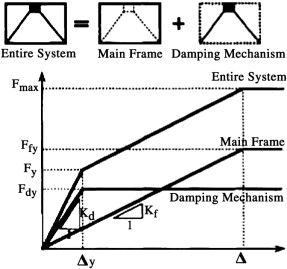 = +
Entire System Main Frame Damping Mechanism
Fmax
Entire System
Ffy
Main Frame
Fy
Fdy
Damping Mechanism
Kd
Kf
1
Δy Δ